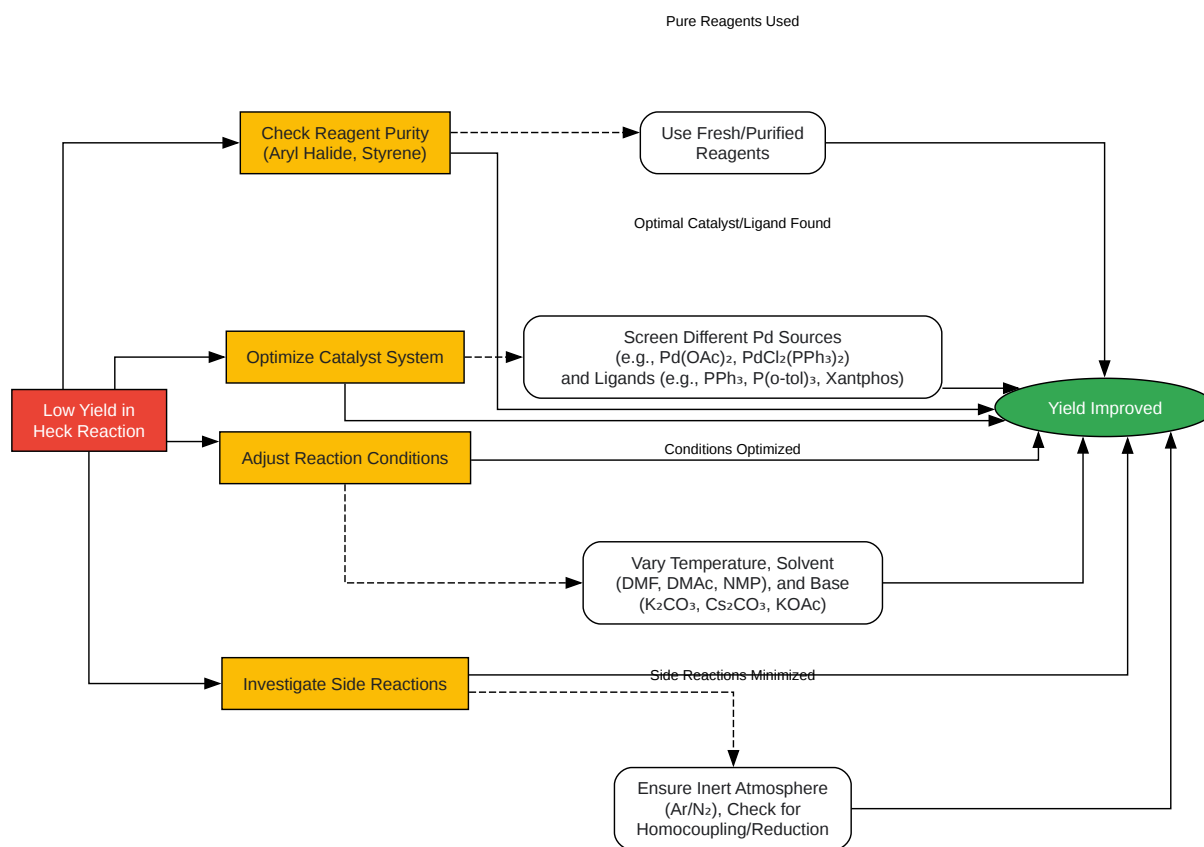 Pure Reagents Used
Check Reagent Purity
(Aryl Halide, Styrene)
Use Fresh/Purified
Reagents
Optimal Catalyst/Ligand Found
Optimize Catalyst System
Screen Different Pd Sources
(e.g., Pd(OAc)₂, PdCl₂(PPh₃)₂)
and Ligands (e.g., PPh₃, P(o-tol)₃, Xantphos)
Low Yield in
Heck Reaction
Yield Improved
Adjust Reaction Conditions
Conditions Optimized
Vary Temperature, Solvent
(DMF, DMAc, NMP), and Base
(K₂CO₃, Cs₂CO₃, KOAc)
Investigate Side Reactions
Side Reactions Minimized
Ensure Inert Atmosphere
(Ar/N₂), Check for
Homocoupling/Reduction